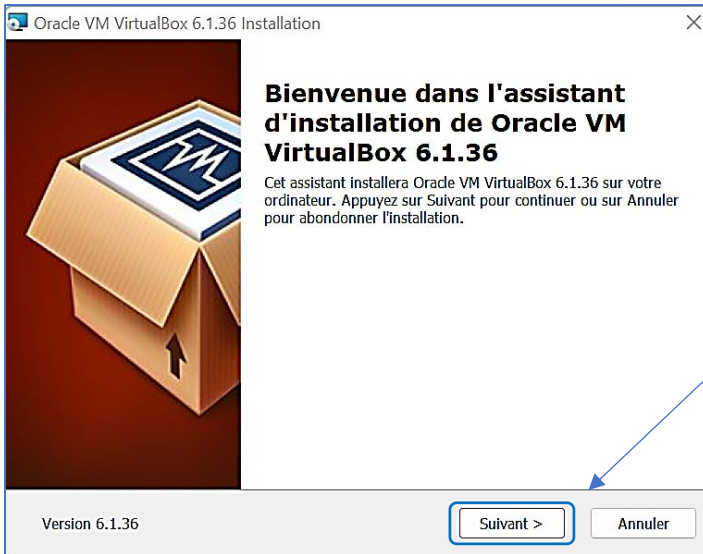 Oracle VM VirtualBox 6.1.36 Installation
Bienvenue dans l'assistant
d'installation de Oracle VM
VirtualBox 6.1.36
Cet assistant installera Oracle VM VirtualBox 6.1.36 sur votre
ordinateur. Appuyez sur Suivant pour continuer ou sur Annuler
pour abondonner l'installation.
Version 6.1.36
Suivant >
Annuler